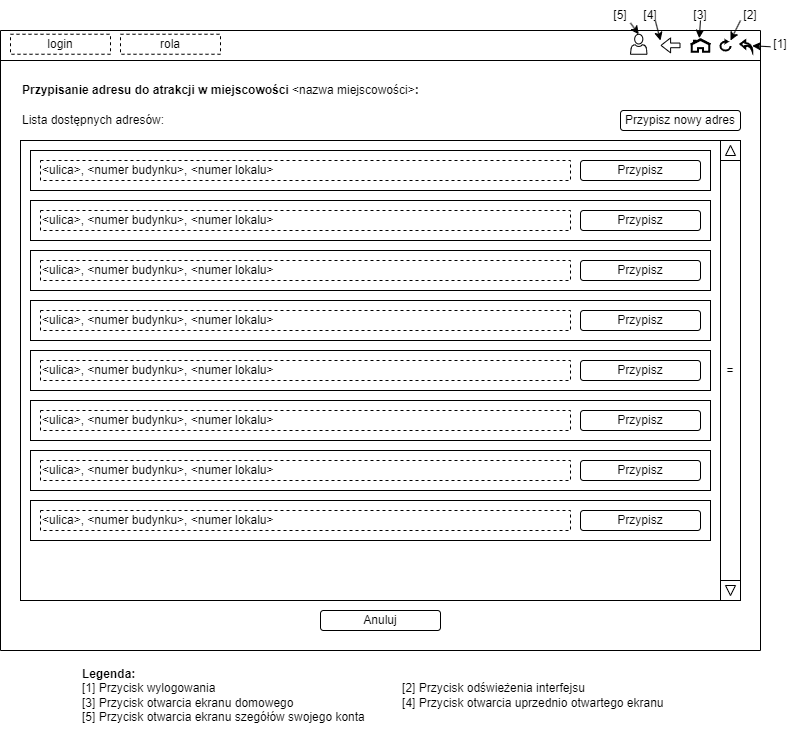 [5] [4] [3] [2]
login rola [1]
Przypisanie adresu do atrakcji w miejscowości <nazwa miejscowości>:
Lista dostępnych adresów: Przypisz nowy adres
<ulica>, <numer budynku>, <numer lokalu> Przypisz
<ulica>, <numer budynku>, <numer lokalu> Przypisz
<ulica>, <numer budynku>, <numer lokalu> Przypisz
<ulica>, <numer budynku>, <numer lokalu> Przypisz
<ulica>, <numer budynku>, <numer lokalu> Przypisz
<ulica>, <numer budynku>, <numer lokalu> Przypisz
<ulica>, <numer budynku>, <numer lokalu> Przypisz
<ulica>, <numer budynku>, <numer lokalu> Przypisz
Anuluj
Legenda:
[1] Przycisk wylogowania [2] Przycisk odświeżenia interfejsu
[3] Przycisk otwarcia ekranu domowego [4] Przycisk otwarcia uprzednio otwartego ekranu
[5] Przycisk otwarcia ekranu szegółów swojego konta